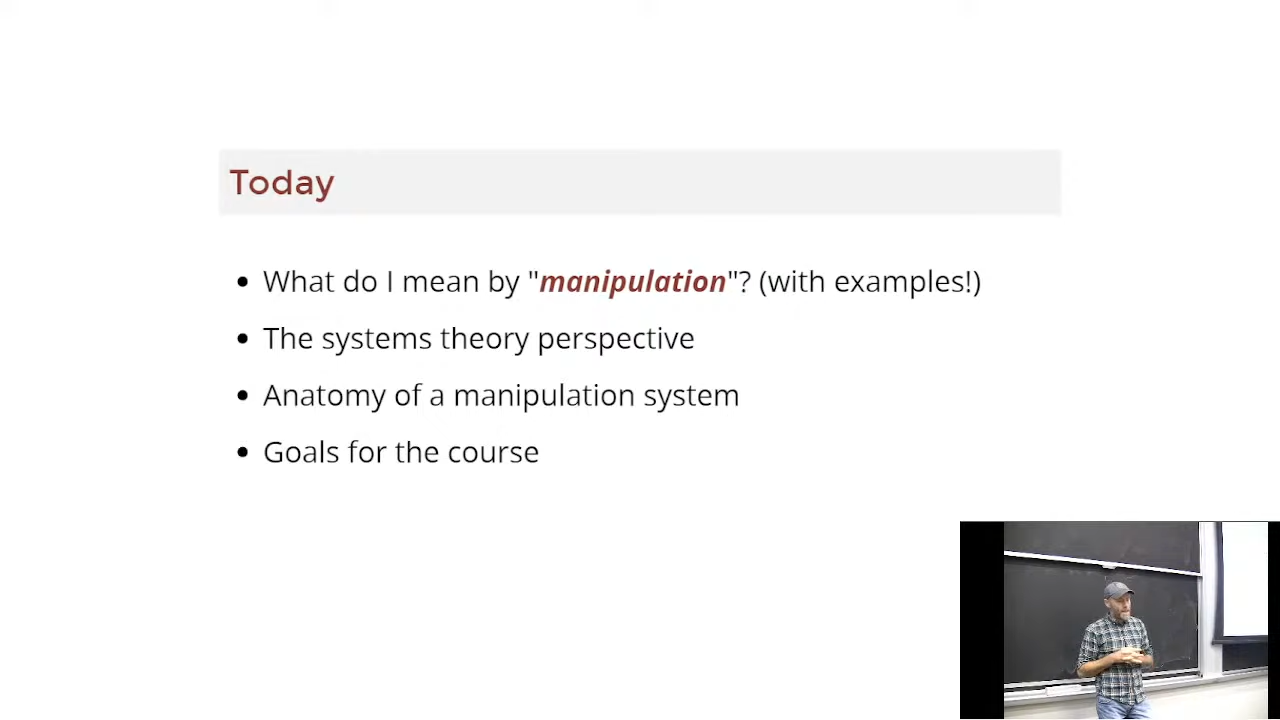 Today
• What do I mean by "manipulation"? (with examples!)
• The systems theory perspective
• Anatomy of a manipulation system
• Goals for the course